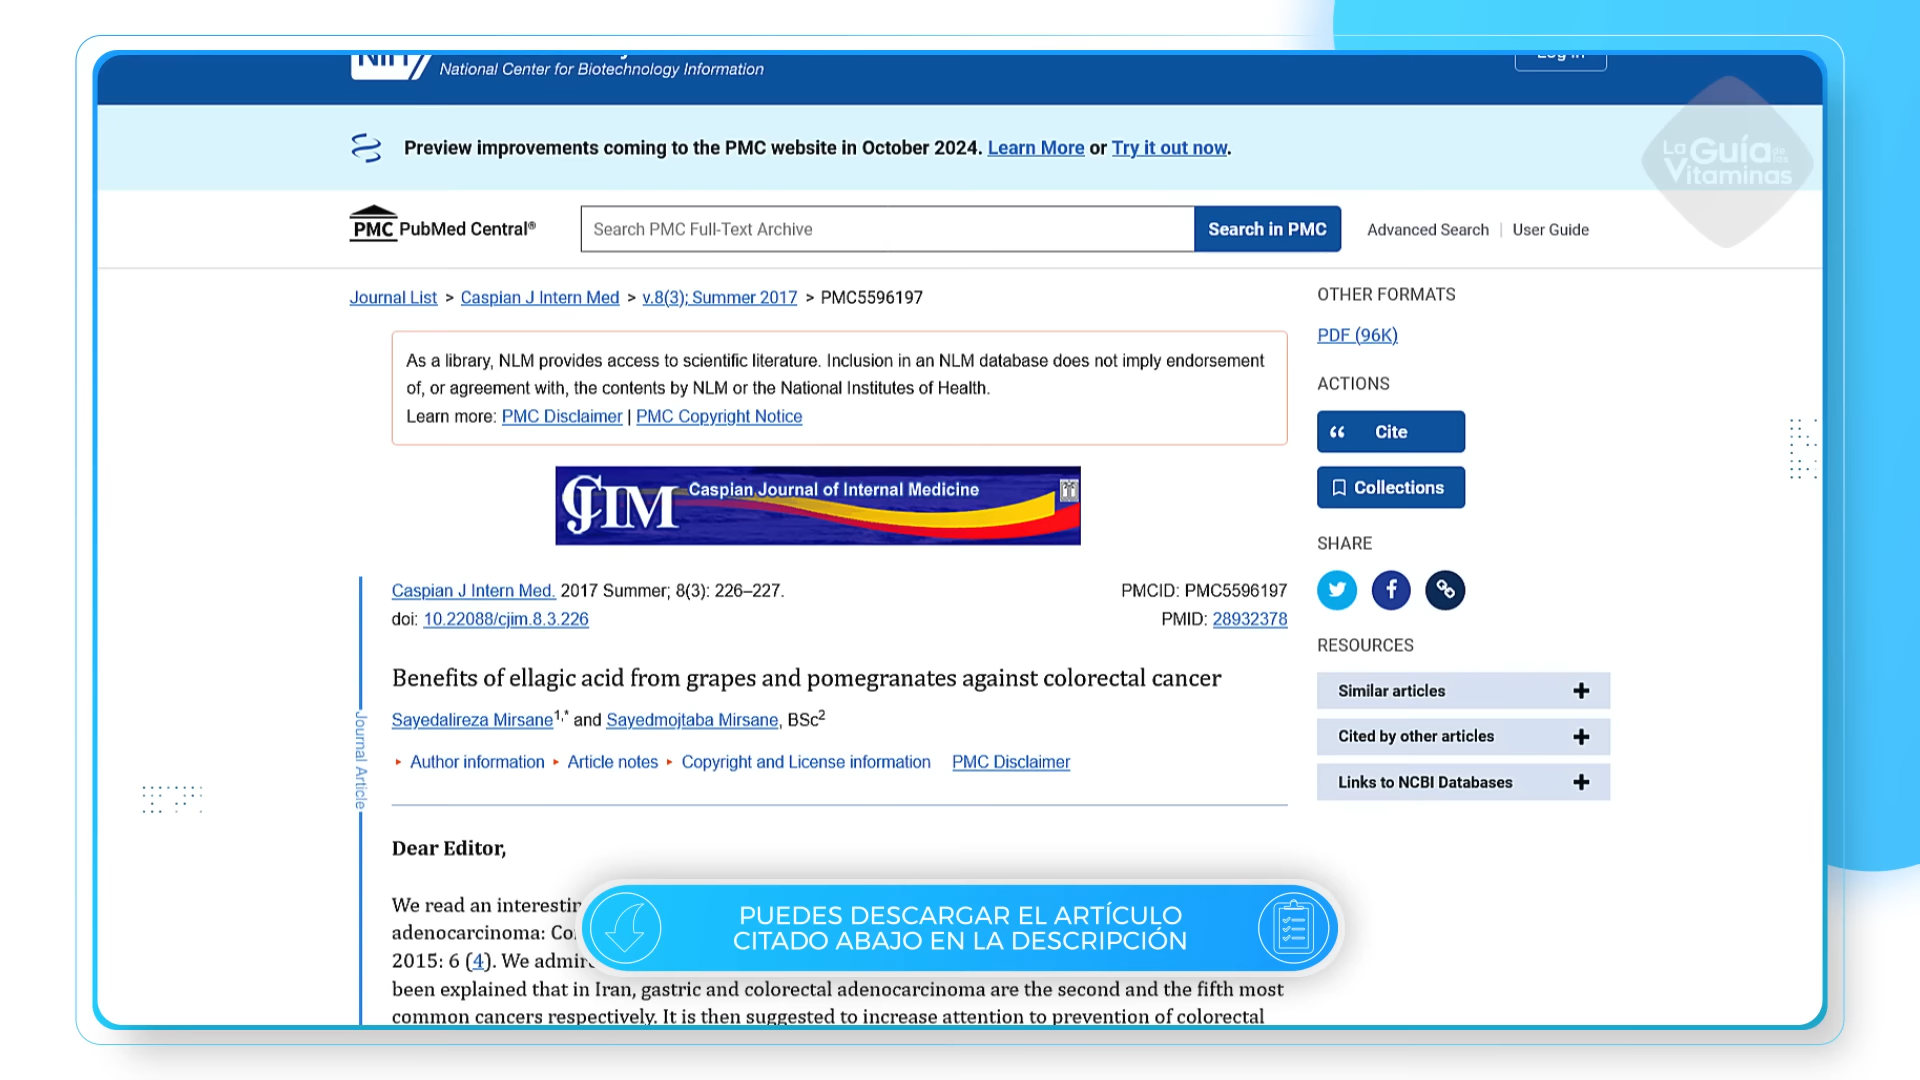 National Center for Biotechnology Information
Log in
Preview improvements coming to the PMC website in October 2024. Learn More or Try it out now.
La Guía de las
Vitaminas
PMC PubMed Central®
Search PMC Full-Text Archive
Search in PMC
Advanced Search | User Guide
Journal List > Caspian J Intern Med > v.8(3); Summer 2017 > PMC5596197
As a library, NLM provides access to scientific literature. Inclusion in an NLM database does not imply endorsement
of, or agreement with, the contents by NLM or the National Institutes of Health.
Learn more: PMC Disclaimer | PMC Copyright Notice
CJIM Caspian Journal of Internal Medicine
Caspian J Intern Med. 2017 Summer; 8(3): 226–227.
PMCID: PMC5596197
doi: 10.22088/cjim.8.3.226
PMID: 28932378
Benefits of ellagic acid from grapes and pomegranates against colorectal cancer
Sayedalireza Mirsane1,* and Sayedmojtaba Mirsane, BSc2
Author information Article notes Copyright and License information PMC Disclaimer
Journal Article
Dear Editor,
We read an interestin
adenocarcinoma: Co
2015: 6 (4). We admir
been explained that in Iran, gastric and colorectal adenocarcinoma are the second and the fifth most
common cancers respectively. It is then suggested to increase attention to prevention of colorectal
PUEDES DESCARGAR EL ARTÍCULO
CITADO ABAJO EN LA DESCRIPCIÓN
OTHER FORMATS
PDF (96K)
ACTIONS
Cite
Collections
SHARE
RESOURCES
Similar articles
Cited by other articles
Links to NCBI Databases